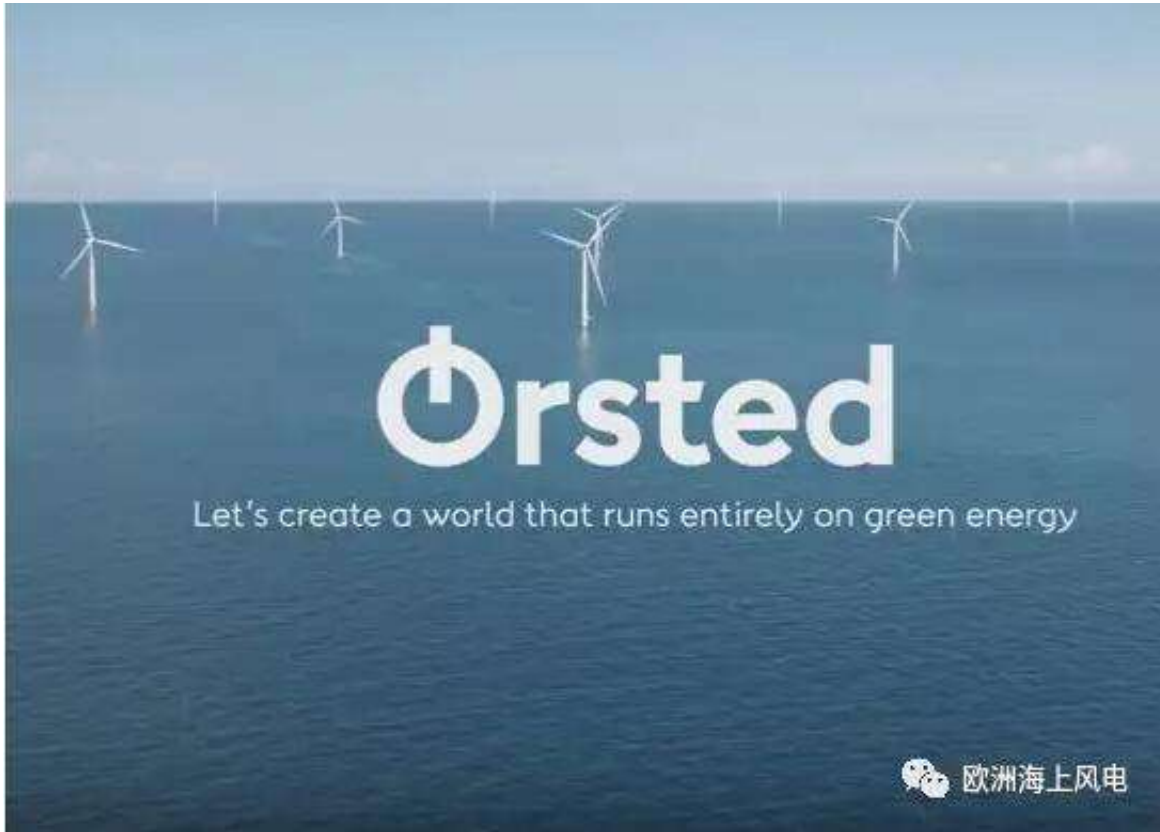 Ørsted
Let's create a world that runs entirely on green energy
欧洲海上风电